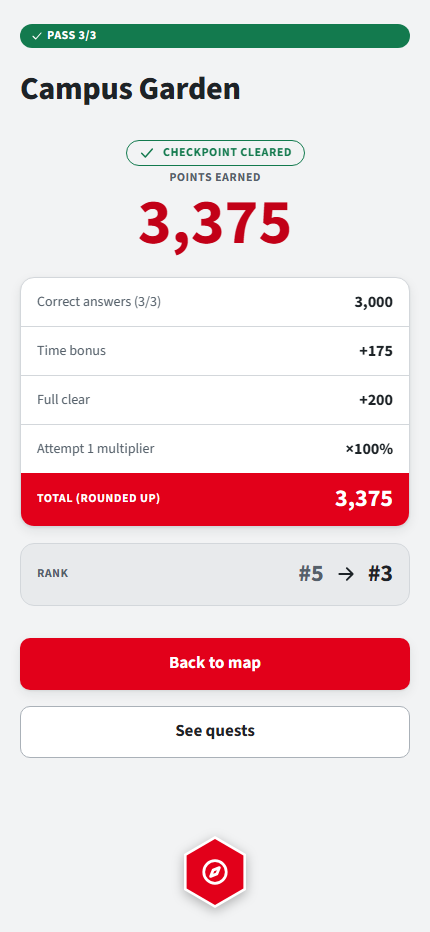 PASS 3/3
Campus Garden
CHECKPOINT CLEARED
POINTS EARNED
3,375
Correct answers (3/3) 3,000
Time bonus +175
Full clear +200
Attempt 1 multiplier ×100%
TOTAL (ROUNDED UP) 3,375
RANK #5 → #3
Back to map
See quests